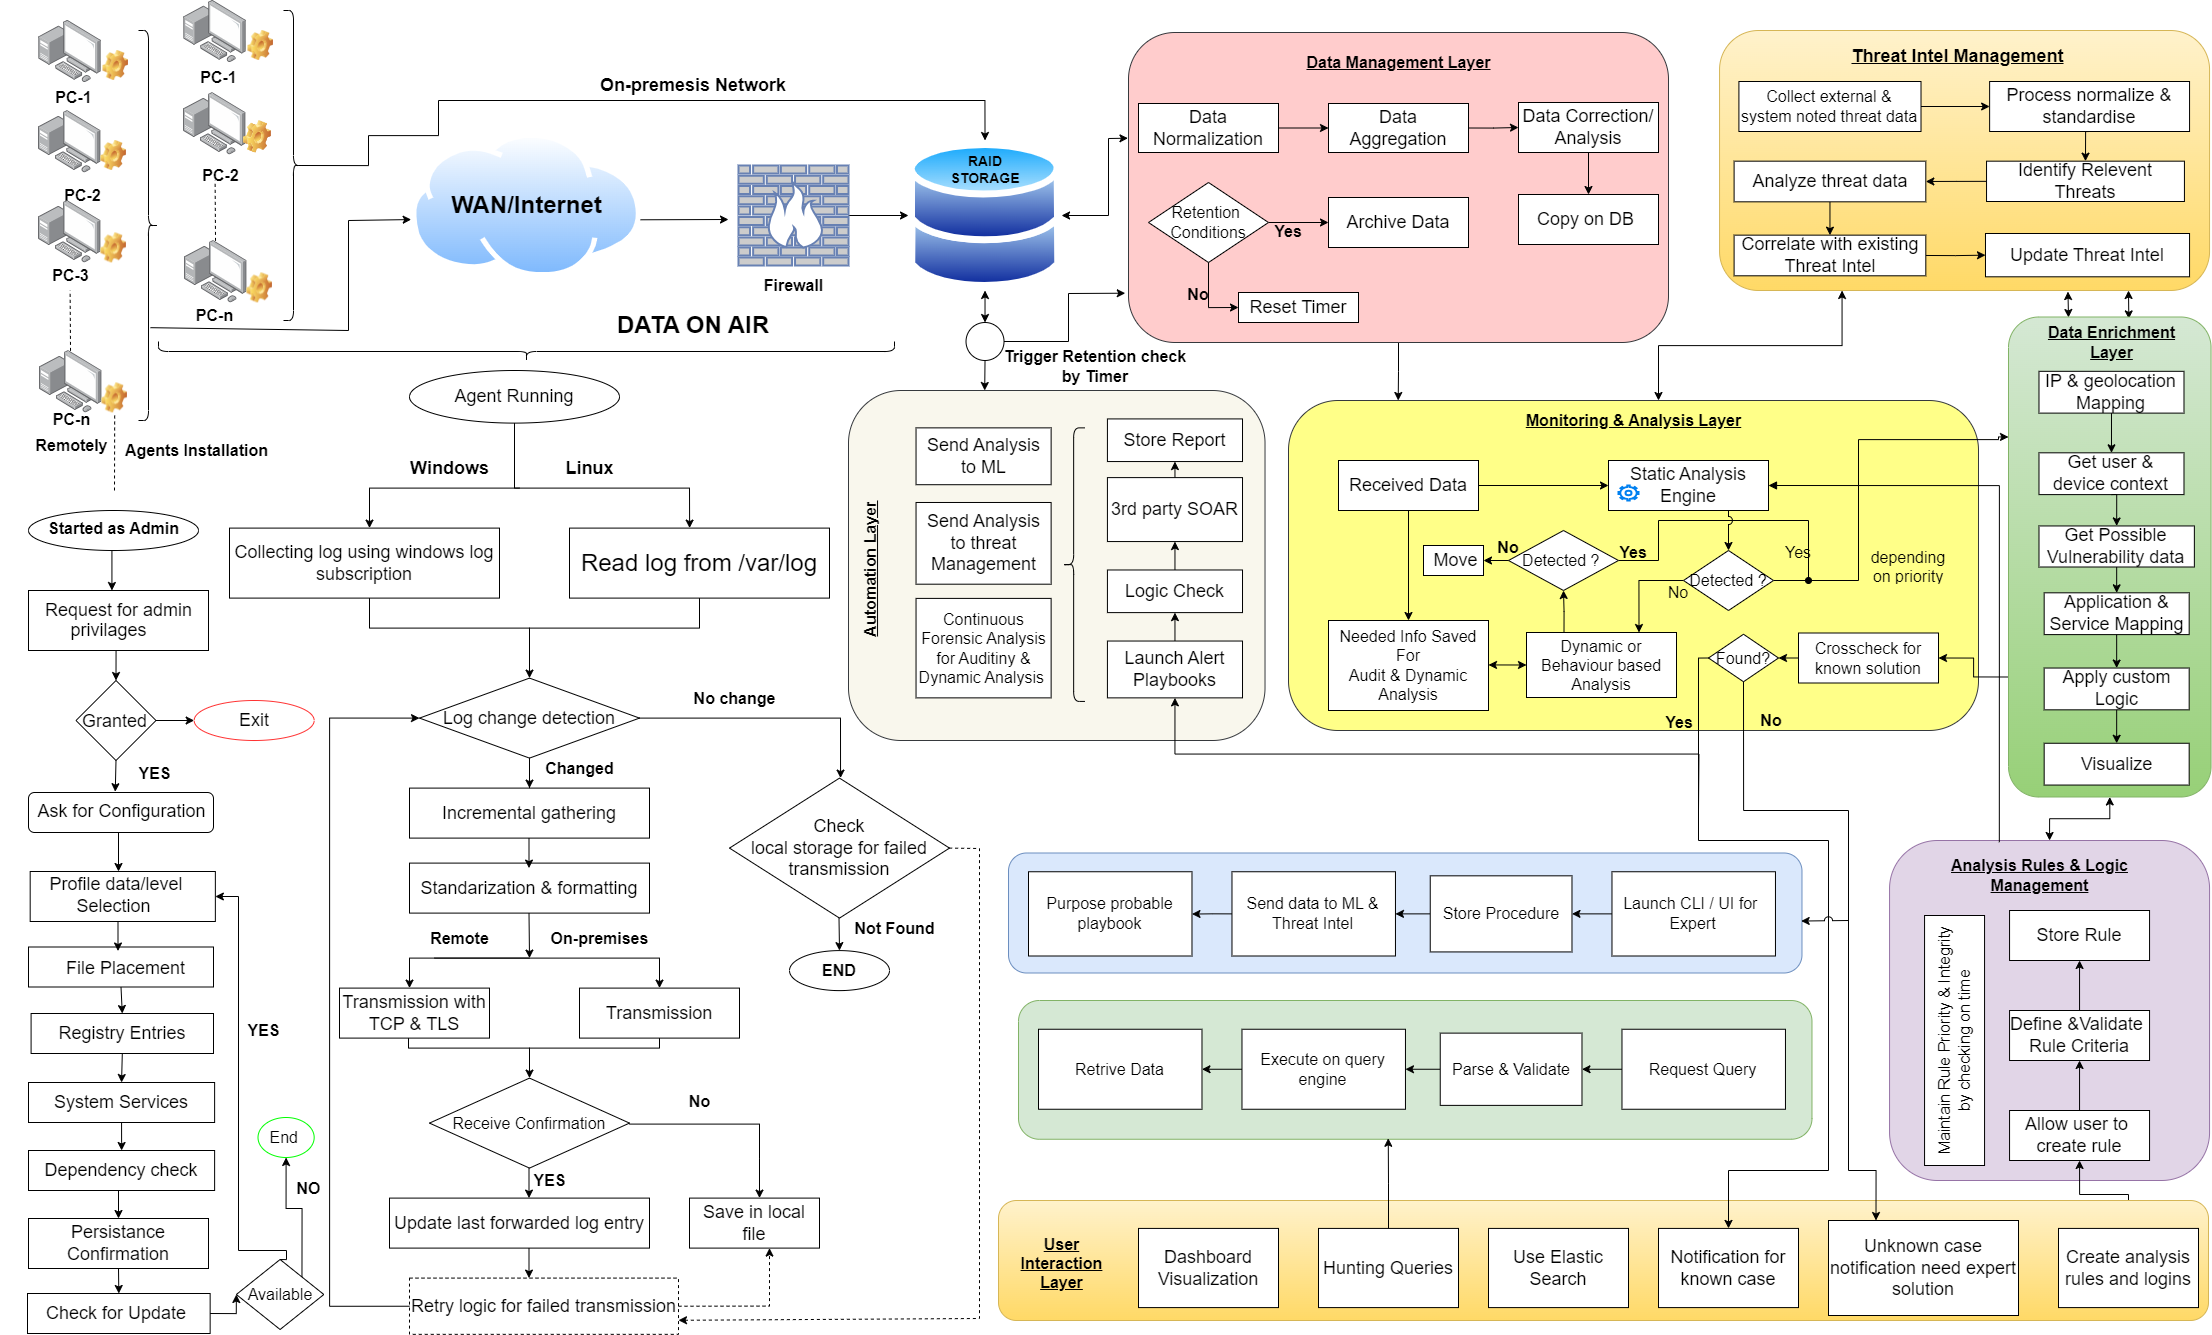 PC-1
PC-2
PC-3
PC-n
Remotely
Agents Installation
PC-1
PC-2
PC-n
On-premesis Network
WAN/Internet
Firewall
RAID
STORAGE
DATA ON AIR
Trigger Retention check
by Timer
Started as Admin
Request for admin
privilages
Granted
Exit
YES
Ask for Configuration
Profile data/level
Selection
File Placement
Registry Entries
System Services
Dependency check
Persistance
Confirmation
Check for Update
Available
YES
NO
End
Agent Running
Windows
Linux
Collecting log using windows log
subscription
Read log from /var/log
Log change detection
No change
Changed
Incremental gathering
Standarization & formatting
Remote
On-premises
Transmission with
TCP & TLS
Transmission
Receive Confirmation
No
YES
Update last forwarded log entry
Save in local
file
Retry logic for failed transmission
Check
local storage for failed
transmission
Not Found
END
Data Management Layer
Data
Normalization
Data
Aggregation
Data Correction/
Analysis
Retention
Conditions
Yes
Archive Data
Copy on DB
No
Reset Timer
Threat Intel Management
Collect external &
system noted threat data
Process normalize &
standardise
Identify Relevent
Threats
Analyze threat data
Correlate with existing
Threat Intel
Update Threat Intel
Automation Layer
Send Analysis
to ML
Send Analysis
to threat
Management
Continuous
Forensic Analysis
for Auditiny &
Dynamic Analysis
Store Report
3rd party SOAR
Logic Check
Launch Alert
Playbooks
Monitoring & Analysis Layer
Received Data
Static Analysis
Engine
Move
No
Detected ?
Yes
Detected ?
Yes
No
depending
on priority
Needed Info Saved
For
Audit & Dynamic
Analysis
Dynamic or
Behaviour based
Analysis
Found?
Crosscheck for
known solution
Yes
No
Data Enrichment
Layer
IP & geolocation
Mapping
Get user &
device context
Get Possible
Vulnerability data
Application &
Service Mapping
Apply custom
Logic
Visualize
Purpose probable
playbook
Send data to ML &
Threat Intel
Store Procedure
Launch CLI / UI for
Expert
Retrive Data
Execute on query
engine
Parse & Validate
Request Query
Analysis Rules & Logic
Management
Maintain Rule Priority & Integrity
by checking on time
Store Rule
Define &Validate
Rule Criteria
Allow user to
create rule
User
Interaction
Layer
Dashboard
Visualization
Hunting Queries
Use Elastic
Search
Notification for
known case
Unknown case
notification need expert
solution
Create analysis
rules and logins